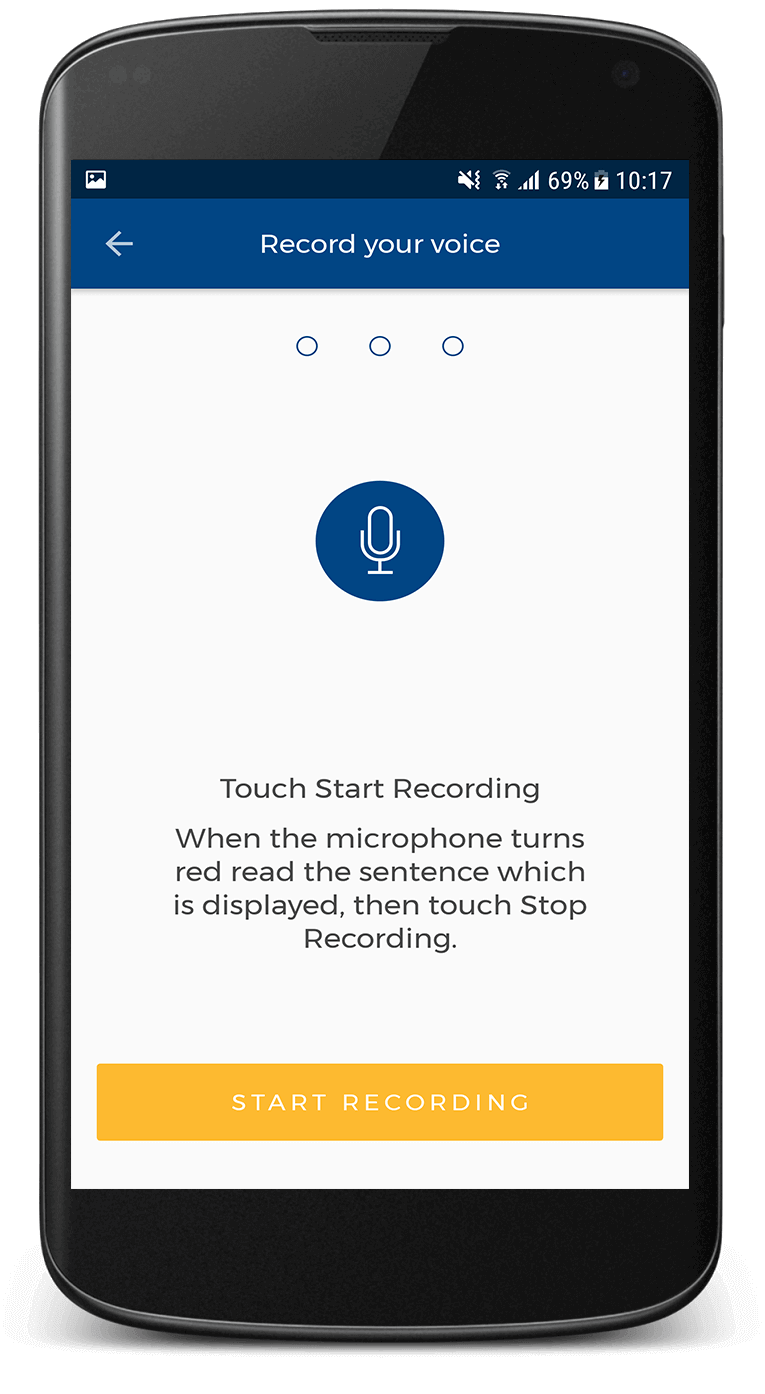 69% 10:17
Record your voice
Touch Start Recording
When the microphone turns
red read the sentence which
is displayed, then touch Stop
Recording.
START RECORDING